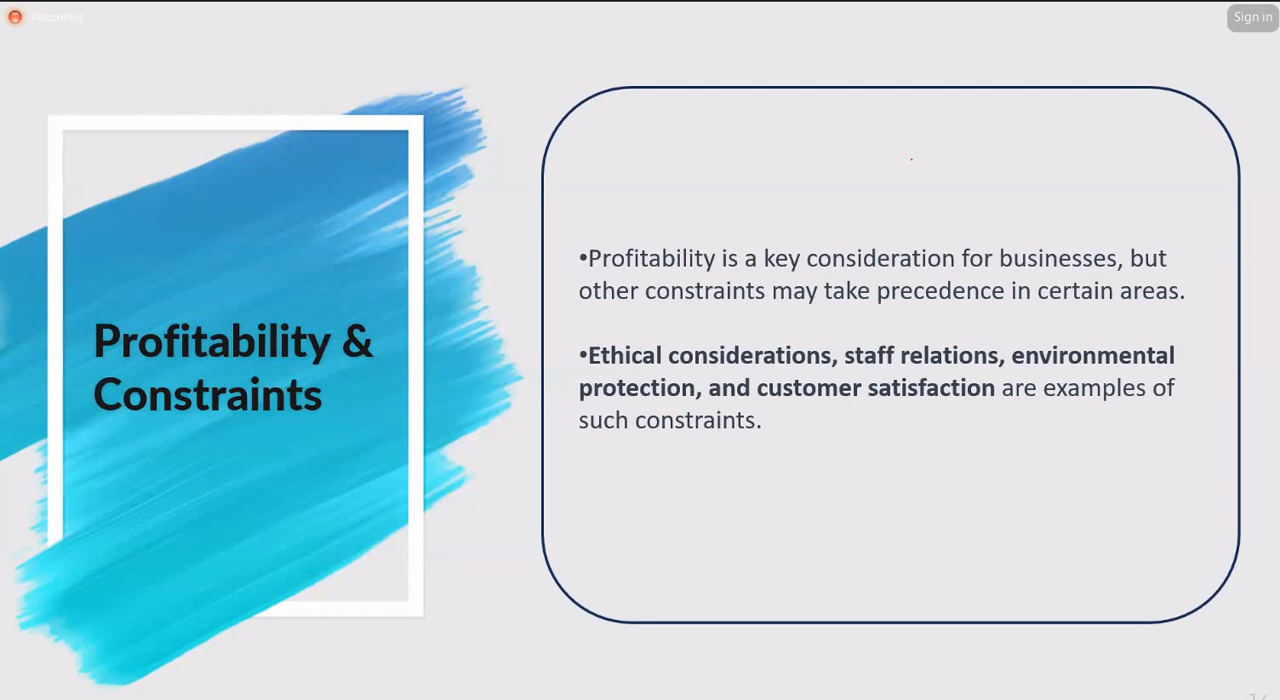 Recording
Sign in
Profitability &
Constraints
•Profitability is a key consideration for businesses, but
other constraints may take precedence in certain areas.
•Ethical considerations, staff relations, environmental
protection, and customer satisfaction are examples of
such constraints.